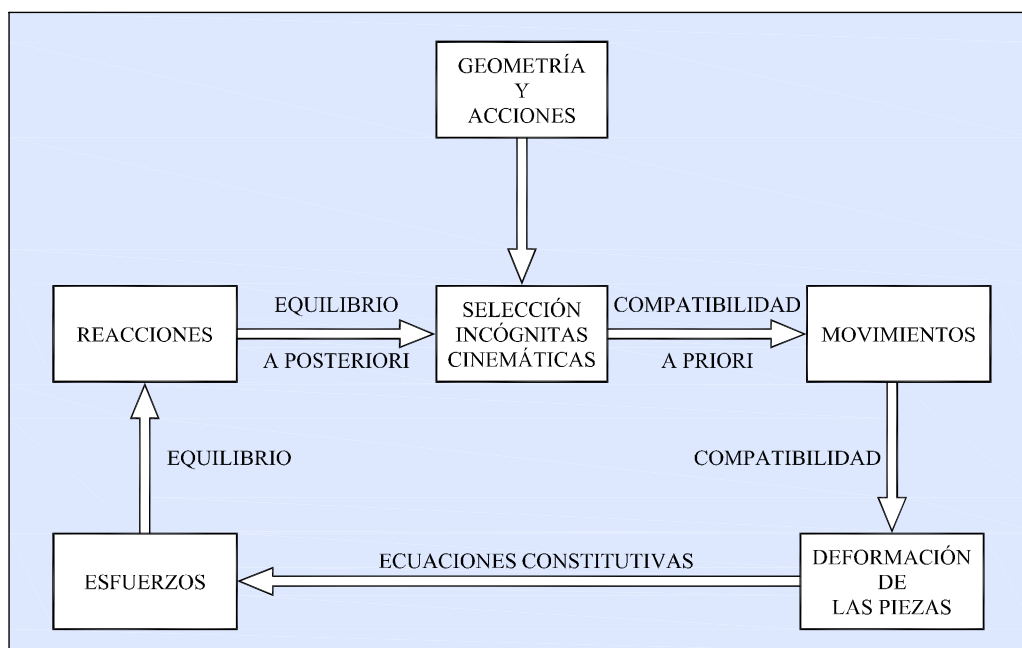 GEOMETRÍA
Y
ACCIONES
REACCIONES
EQUILIBRIO
A POSTERIORI
SELECCIÓN
INCÓGNITAS
CINEMÁTICAS
COMPATIBILIDAD
A PRIORI
MOVIMIENTOS
EQUILIBRIO
COMPATIBILIDAD
ESFUERZOS
ECUACIONES CONSTITUTIVAS
DEFORMACIÓN
DE
LAS PIEZAS